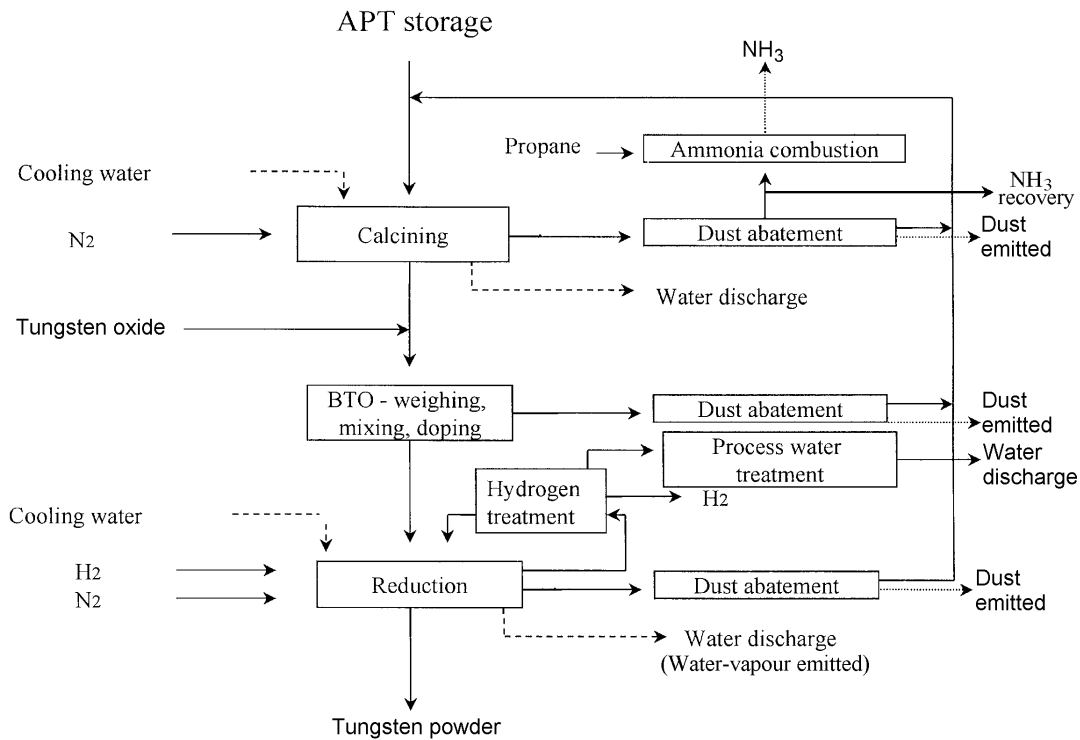 APT storage
NH3
Propane
Ammonia combustion
Cooling water
NH3
recovery
N2
Calcining
Dust abatement
Dust
emitted
Water discharge
Tungsten oxide
BTO - weighing,
mixing, doping
Dust abatement
Dust
emitted
Process water
treatment
Water
discharge
Hydrogen
treatment
H2
Cooling water
H2
N2
Reduction
Dust abatement
Dust
emitted
Water discharge
(Water-vapour emitted)
Tungsten powder